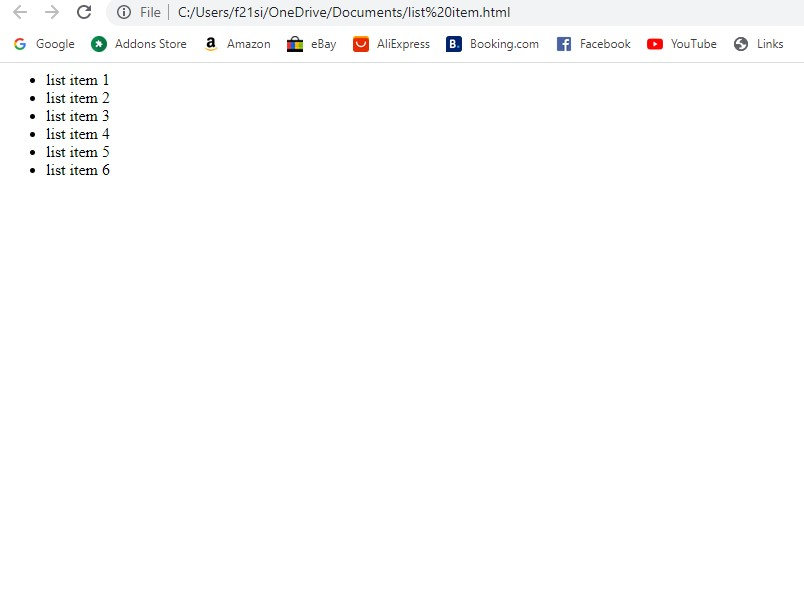 File C:/Users/f21si/OneDrive/Documents/list%20item.html
Google Addons Store Amazon eBay AliExpress Booking.com Facebook YouTube Links
list item 1
list item 2
list item 3
list item 4
list item 5
list item 6